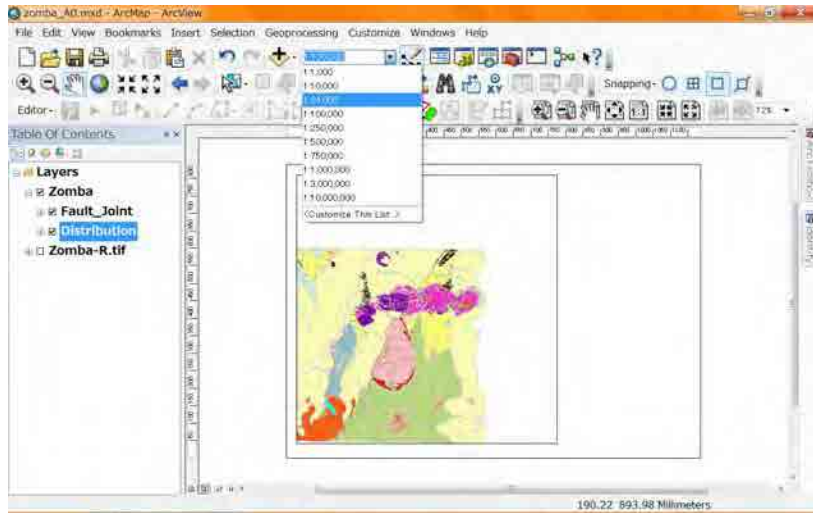 zomba_A0.mxd - ArcMap - ArcView
File Edit View Bookmarks Insert Selection Geoprocessing Customize Windows Help
1:1,000
1:10,000
1:24,000
1:100,000
1:250,000
1:500,000
1:750,000
1:1,000,000
1:3,000,000
1:10,000,000
<Customize This List...>
Snapping
Editor
Table Of Contents
Layers
Zomba
Fault_Joint
Distribution
Zomba-R.tif
190.22 893.98 Millimeters